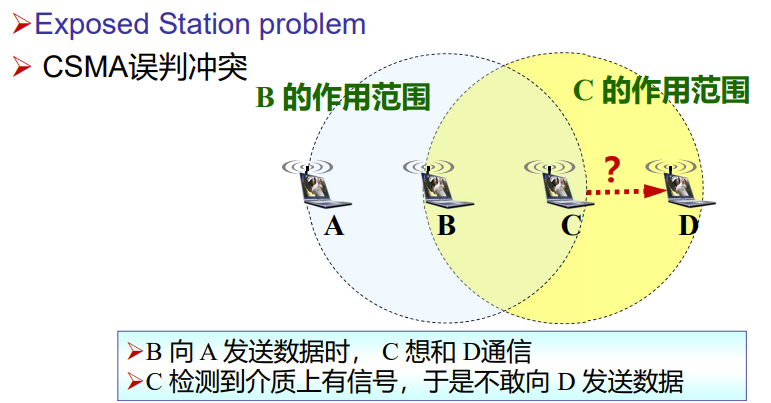 Exposed Station problem
CSMA误判冲突
B 的作用范围
C 的作用范围
?
A
B
C
D
B 向 A 发送数据时， C 想和 D通信
C 检测到介质上有信号，于是不敢向 D 发送数据